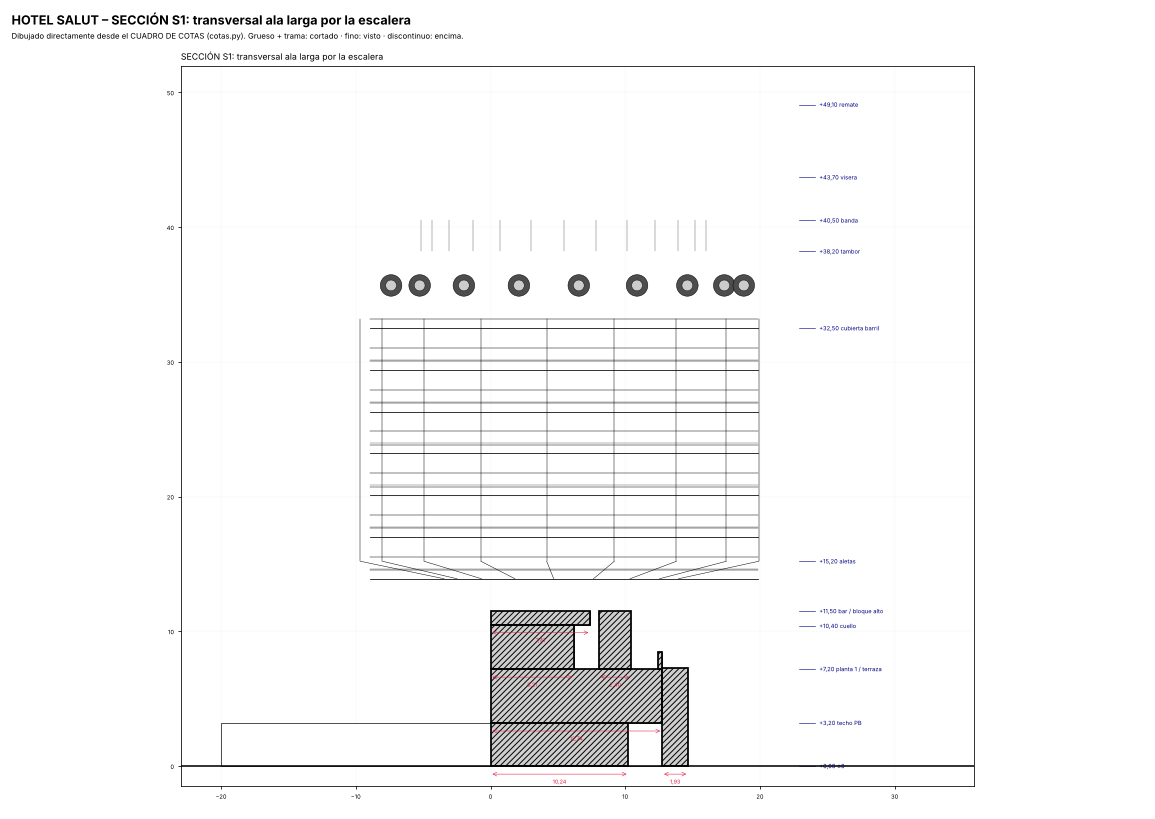 HOTEL SALUT – SECCIÓN S1: transversal ala larga por la escalera
Dibujado directamente desde el CUADRO DE COTAS (cotas.py). Grueso + trama: cortado · fino: visto · discontinuo: encima.
SECCIÓN S1: transversal ala larga por la escalera
50
+49,10 remate
+43,70 visera
+40,50 banda
40
+38,20 tambor
+32,50 cubierta barril
30
20
+15,20 aletas
+11,50 bar / bloque alto
10
+10,40 cuello
+7,20 planta 1 / terraza
+3,20 techo PB
0
10,24
1,93
−20
−10
0
10
20
30